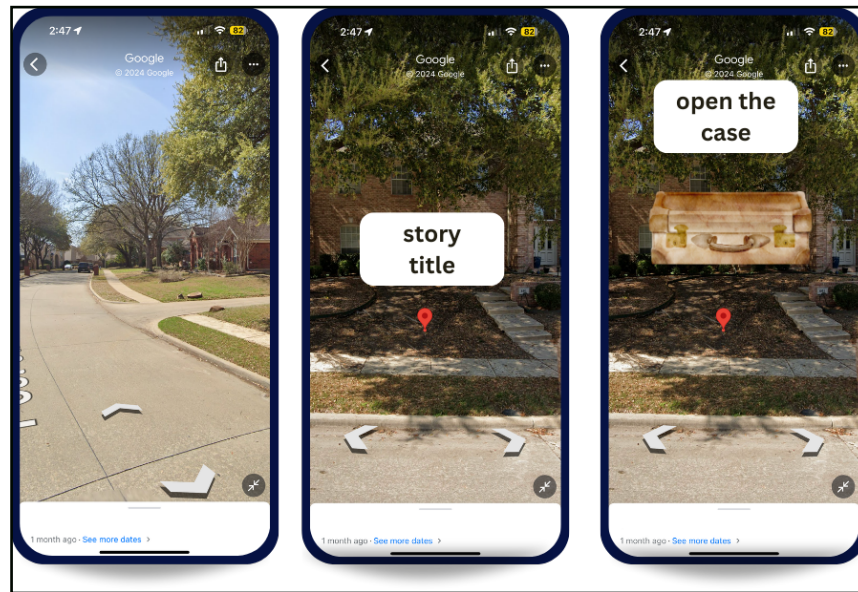 2:47
82
Google
© 2024 Google
1 month ago · See more dates >
2:47
82
Google
© 2024 Google
story
title
1 month ago · See more dates >
2:47
82
Google
© 2024 Google
open the
case
1 month ago · See more dates >